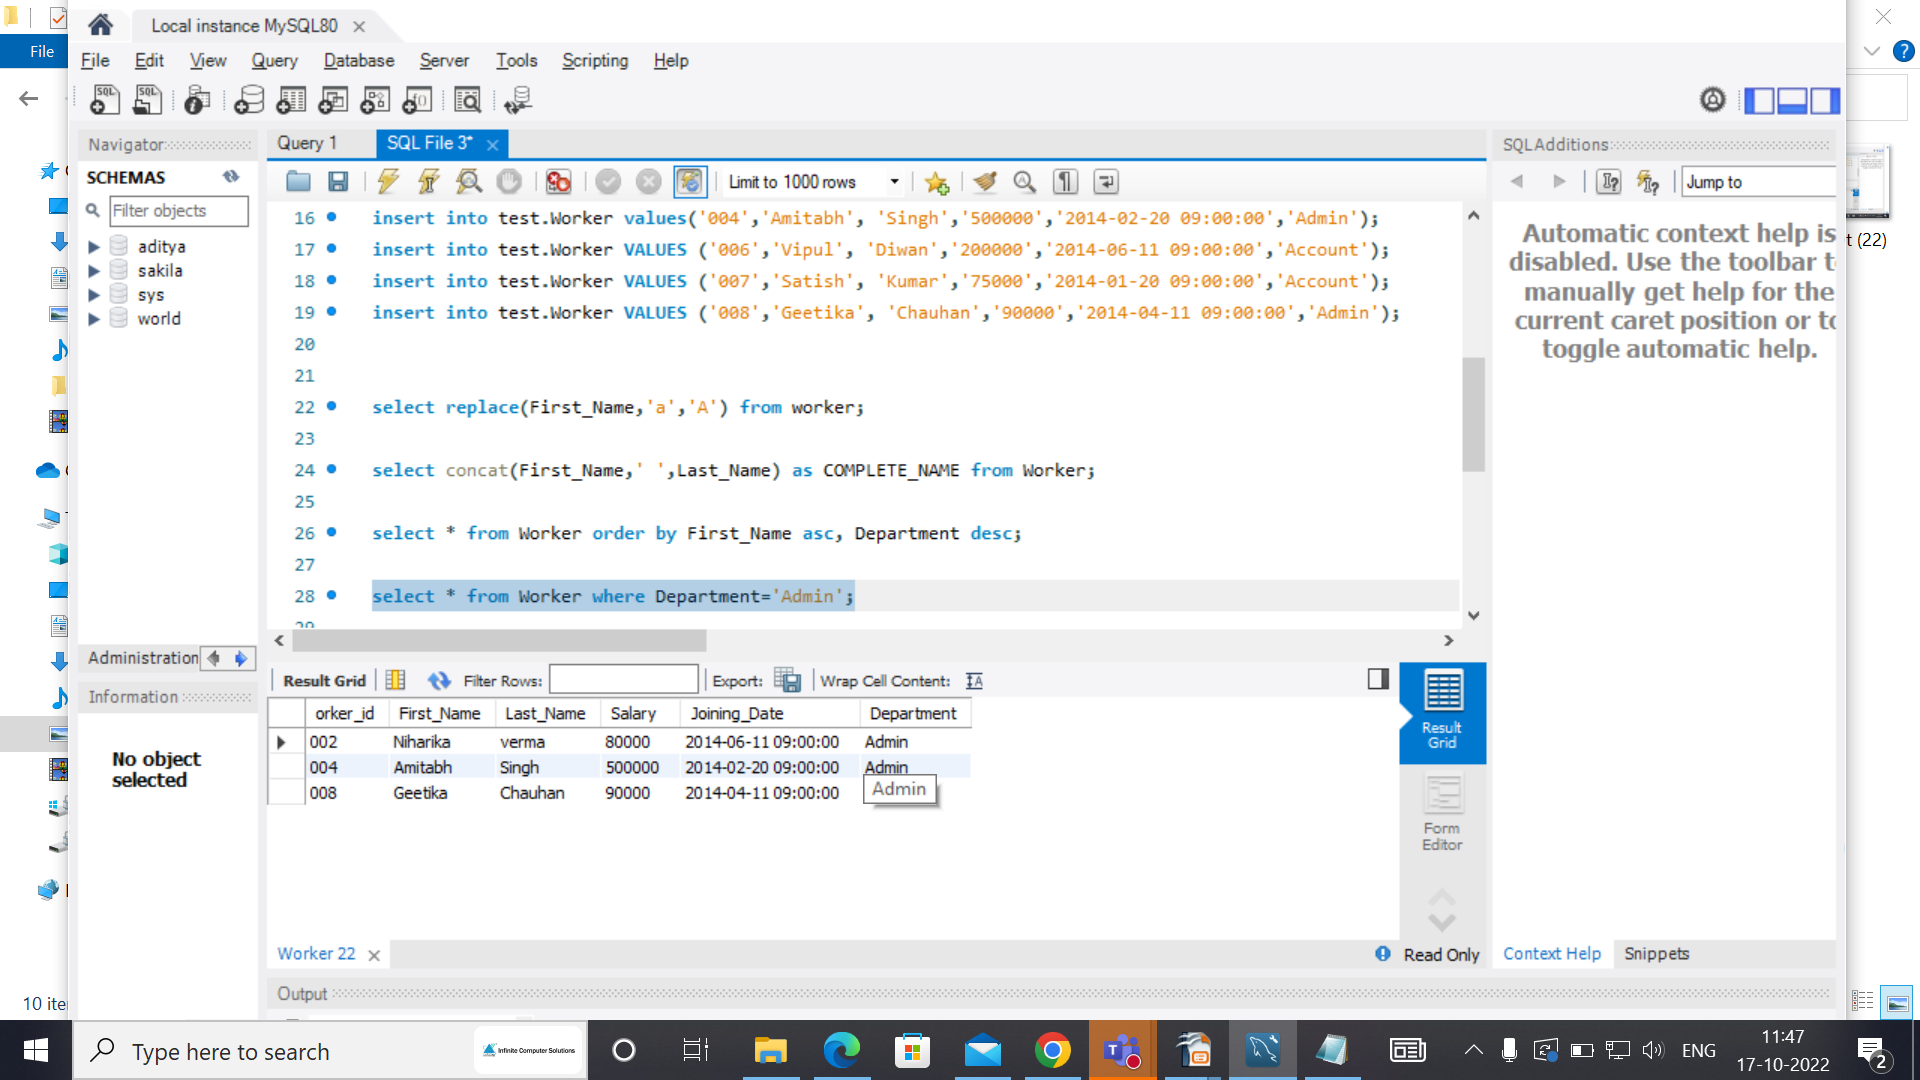 Local instance MySQL80
File
File Edit View Query Database Server Tools Scripting Help
Navigator
Query 1
SQL File 3*
SQLAdditions
SCHEMAS
Limit to 1000 rows
Jump to
Filter objects
aditya
sakila
sys
world
16 insert into test.Worker values('004','Amitabh', 'Singh','500000','2014-02-20 09:00:00','Admin');
17 insert into test.Worker VALUES ('006','Vipul', 'Diwan','200000','2014-06-11 09:00:00','Account');
18 insert into test.Worker VALUES ('007','Satish', 'Kumar','75000','2014-01-20 09:00:00','Account');
19 insert into test.Worker VALUES ('008','Geetika', 'Chauhan','90000','2014-04-11 09:00:00','Admin');
20
21
22 select replace(First_Name,'a','A') from worker;
23
24 select concat(First_Name,' ',Last_Name) as COMPLETE_NAME from Worker;
25
26 select * from Worker order by First_Name asc, Department desc;
27
28 select * from Worker where Department='Admin';
29
Automatic context help is
disabled. Use the toolbar t
manually get help for the
current caret position or to
toggle automatic help.
t (22)
Administration
Information
No object
selected
Result Grid
Filter Rows:
Export:
Wrap Cell Content:
orker_id First_Name Last_Name Salary Joining_Date Department
002 Niharika verma 80000 2014-06-11 09:00:00 Admin
004 Amitabh Singh 500000 2014-02-20 09:00:00 Admin
008 Geetika Chauhan 90000 2014-04-11 09:00:00
Admin
Result
Grid
Form
Editor
Worker 22
Read Only
Context Help
Snippets
Output
10 ite
Type here to search
Infinite Computer Solutions
ENG
11:47
17-10-2022
2